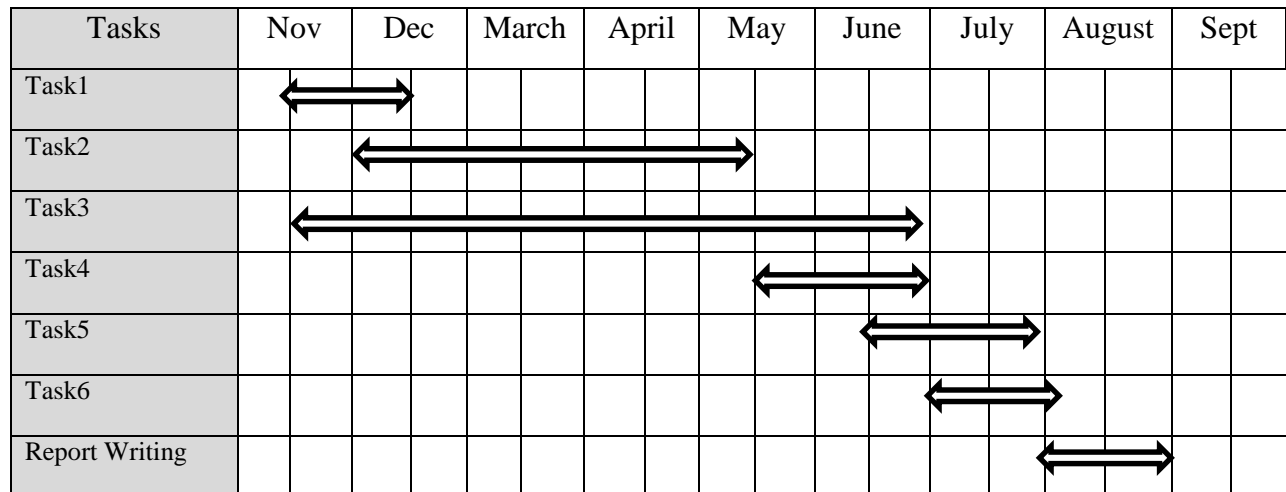 Tasks Nov Dec March April May June July August Sept
Task1
Task2
Task3
Task4
Task5
Task6
Report Writing